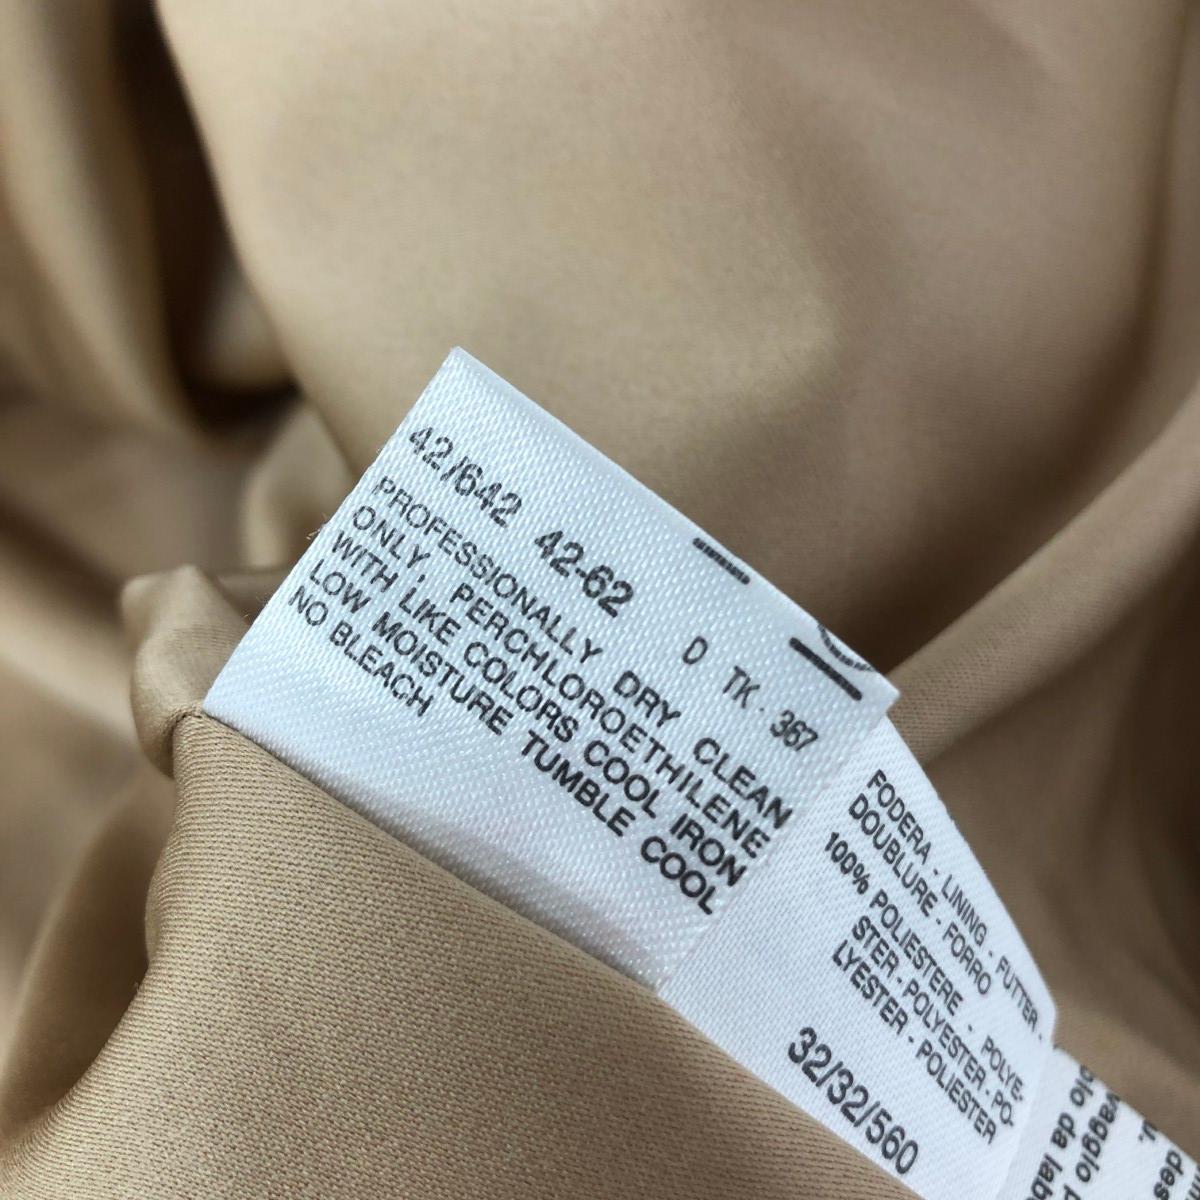 42/642 42-62
D TK . 367
PROFESSIONALLY DRY CLEAN
ONLY, PERCHLOROETHILENE
WITH LIKE COLORS COOL IRON
LOW MOISTURE TUMBLE COOL
NO BLEACH
FODERA - LINING - FUTTER -
DOUBLURE - FORRO
100% POLIESTERE - POLYE-
STER - POLYESTER - PO-
LYESTER - POLIESTER
32/32/560
da lab